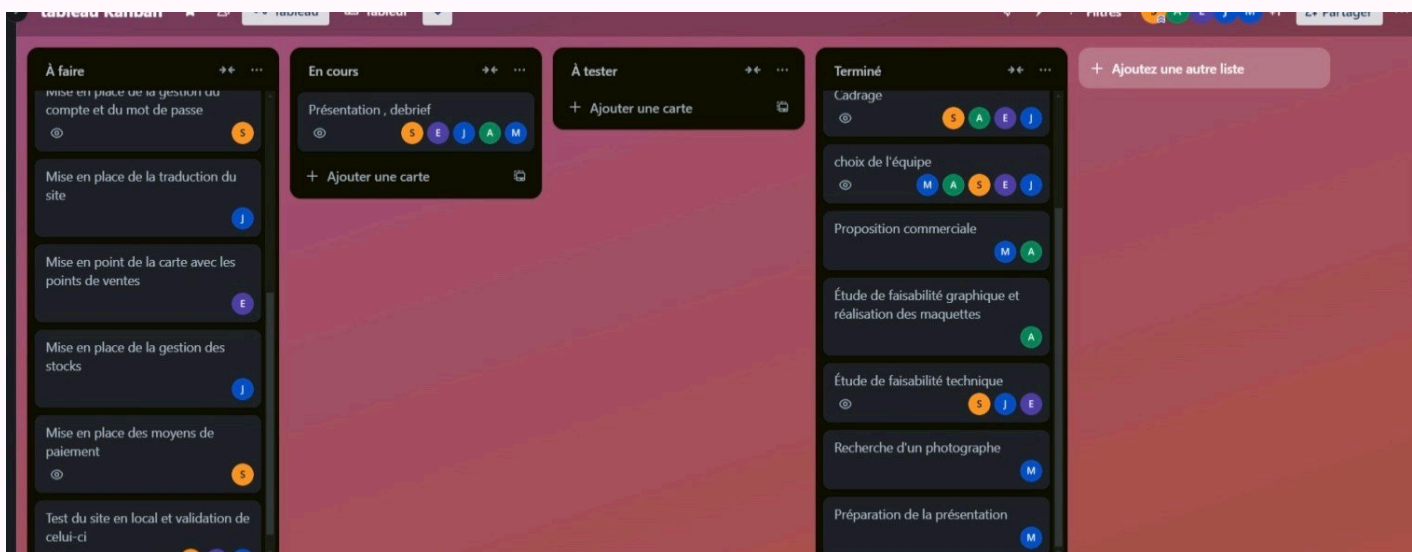 tableau Kanban
Tableau
Tableur
Filtres
S
A
E
J
M
Partager
À faire
Mise en place de la gestion du
compte et du mot de passe
S
Mise en place de la traduction du
site
J
Mise en point de la carte avec les
points de ventes
E
Mise en place de la gestion des
stocks
J
Mise en place des moyens de
paiement
S
Test du site en local et validation de
celui-ci
En cours
Présentation , debrief
S E J A M
+ Ajouter une carte
À tester
+ Ajouter une carte
Terminé
Cadrage
S A E J
choix de l'équipe
M A S E J
Proposition commerciale
M A
Étude de faisabilité graphique et
réalisation des maquettes
A
Étude de faisabilité technique
S J E
Recherche d'un photographe
M
Préparation de la présentation
M
+ Ajoutez une autre liste